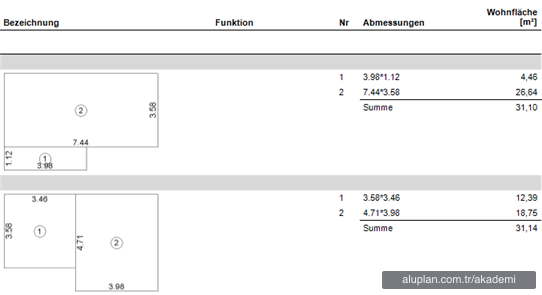 Wohnfläche
Bezeichnung Funktion Nr Abmessungen [m²]
1 3.98*1.12 4,46
2 7.44*3.58 26,64
Summe 31,10
2
3.58
7.44
1.12
1
3.98
1 3.58*3.46 12,39
2 4.71*3.98 18,75
Summe 31,14
3.46
3.58
1
4.71
2
3.98
aluplan.com.tr/akademi